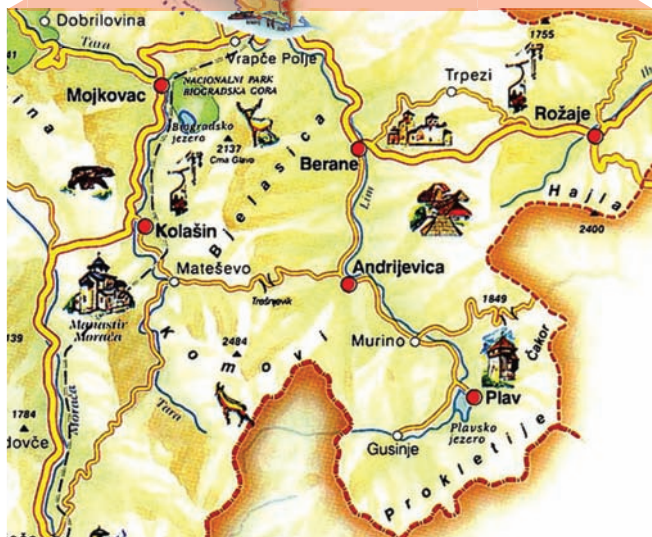 Dobrilovina
1755
Tara
Vrapče Polje
Trpezi
Mojkovac
NACIONALNI PARK
BIOGRADSKA GORA
Rožaje
Biogradsko
jezero
2137
Crna Glava
Berane
Bjelasica
Lim
Hajla
2400
Kolašin
Mateševo
Andrijevica
Trešnjevik
1849
Manastir
Morača
Komovi
2484
Murino
Čakor
139
Plav
Plavsko
jezero
Morača
1784
Tara
dovče
Gusinje
Prokletije